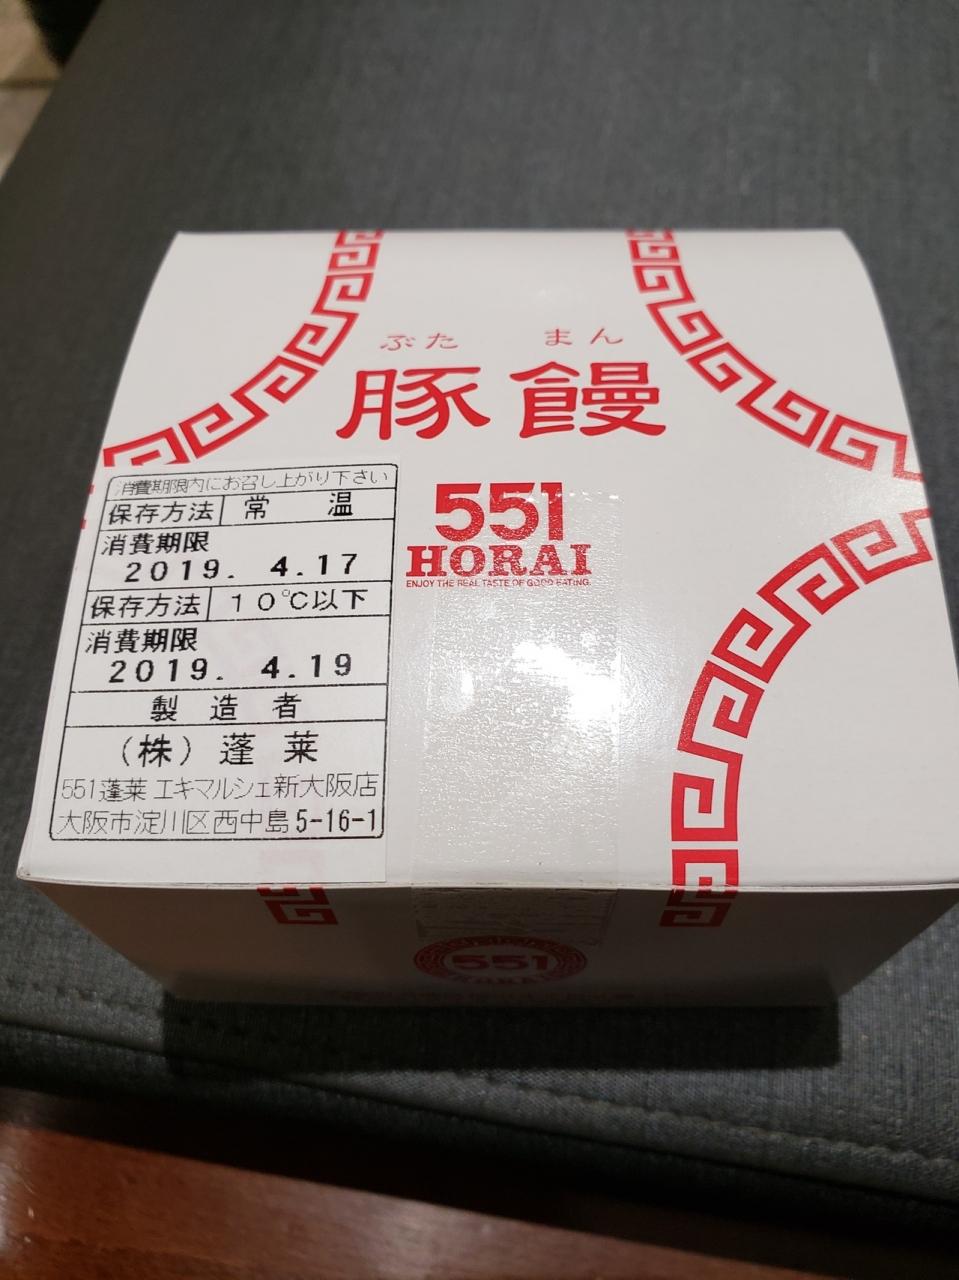 ぶた まん
豚饅
551
HORAI
ENJOY THE REAL TASTE OF GOOD EATING.
消費期限内にお召し上がり下さい
保存方法 常 温
消費期限
2019. 4.17
保存方法 10℃以下
消費期限
2019. 4.19
製 造 者
(株) 蓬 莱
551蓬莱 エキマルシェ新大阪店
大阪市淀川区西中島5-16-1
551
HORAI